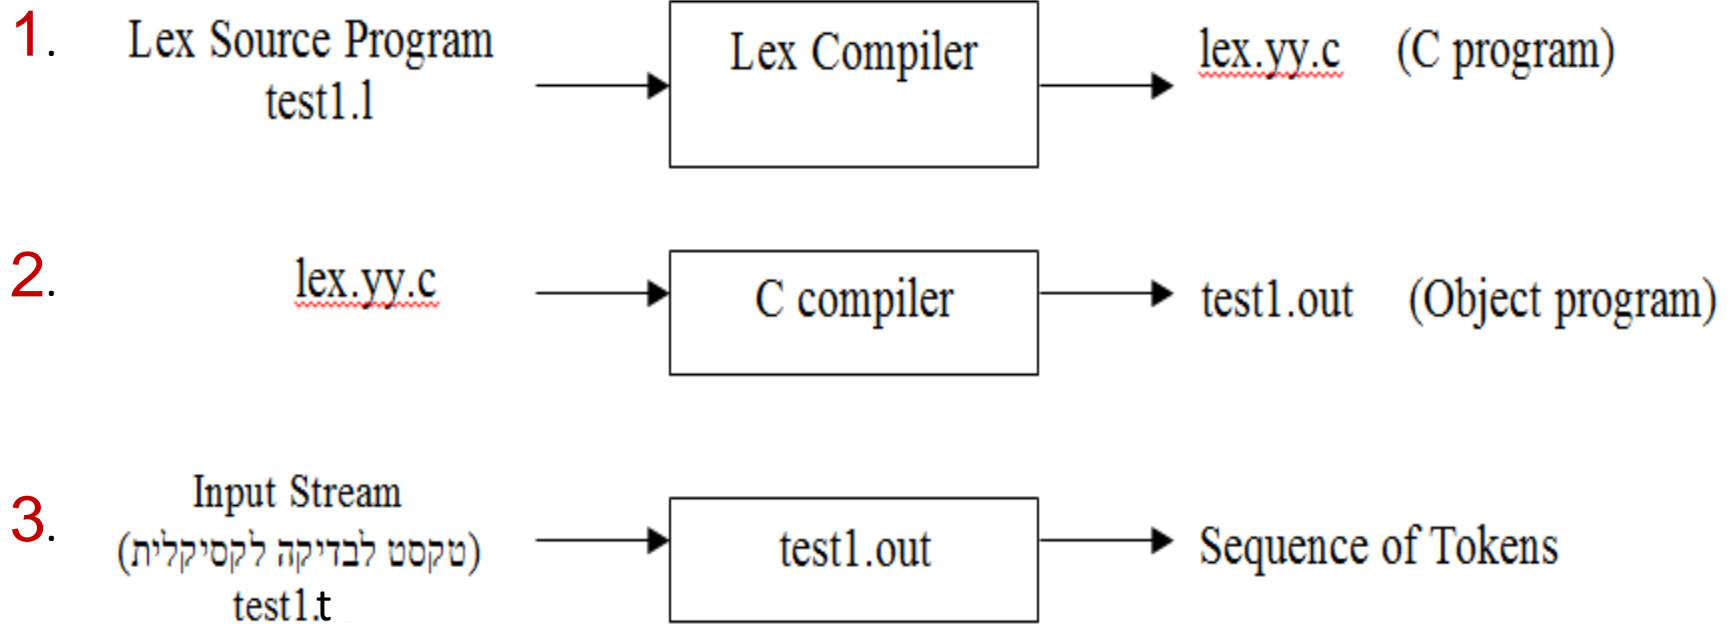 1. Lex Source Program
test1.l
Lex Compiler
lex.yy.c (C program)
2. lex.yy.c
C compiler
test1.out (Object program)
3. Input Stream
(טקסט לבדיקה לקסיקלית)
test1.t
test1.out
Sequence of Tokens